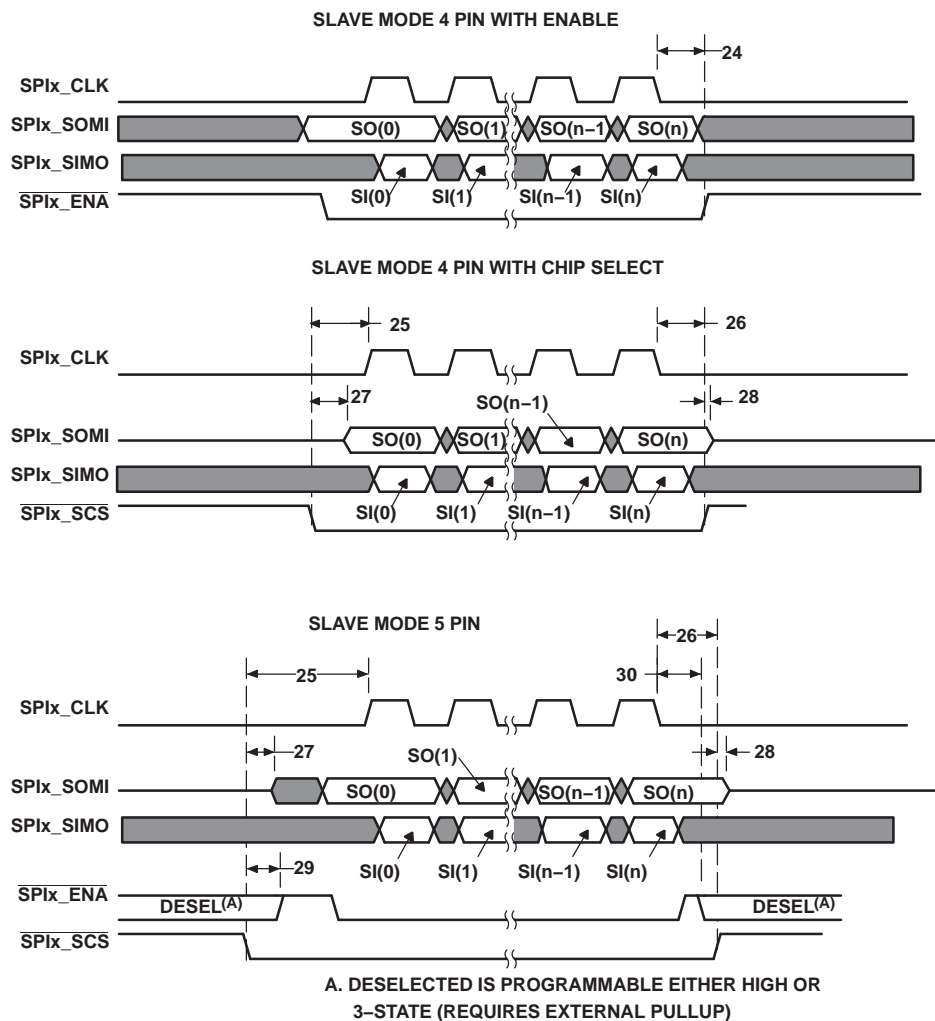 SLAVE MODE 4 PIN WITH ENABLE
24
SPIx_CLK
SPIx_SOMI
SO(0)
SO(1)
SO(n–1)
SO(n)
SPIx_SIMO
SI(0)
SI(1)
SI(n–1)
SI(n)
SPIx_ENA
SLAVE MODE 4 PIN WITH CHIP SELECT
25
26
SPIx_CLK
27
SO(n–1)
28
SPIx_SOMI
SO(0)
SO(1)
SO(n)
SPIx_SIMO
SI(0)
SI(1)
SI(n–1)
SI(n)
SPIx_SCS
SLAVE MODE 5 PIN
26
25
30
SPIx_CLK
27
SO(1)
28
SPIx_SOMI
SO(0)
SO(n–1)
SO(n)
SPIx_SIMO
29
SI(0)
SI(1)
SI(n–1)
SI(n)
SPIx_ENA
DESEL(A)
DESEL(A)
SPIx_SCS
A. DESELECTED IS PROGRAMMABLE EITHER HIGH OR
3–STATE (REQUIRES EXTERNAL PULLUP)